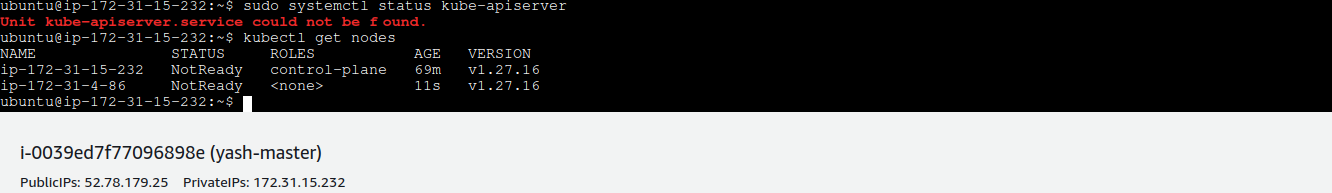 ubuntu@ip-172-31-15-232:~$ sudo systemctl status kube-apiserver
Unit kube-apiserver.service could not be found.
ubuntu@ip-172-31-15-232:~$ kubectl get nodes
NAME STATUS ROLES AGE VERSION
ip-172-31-15-232 NotReady control-plane 69m v1.27.16
ip-172-31-4-86 NotReady <none> 11s v1.27.16
ubuntu@ip-172-31-15-232:~$
i-0039ed7f77096898e (yash-master)
PublicIPs: 52.78.179.25 PrivateIPs: 172.31.15.232